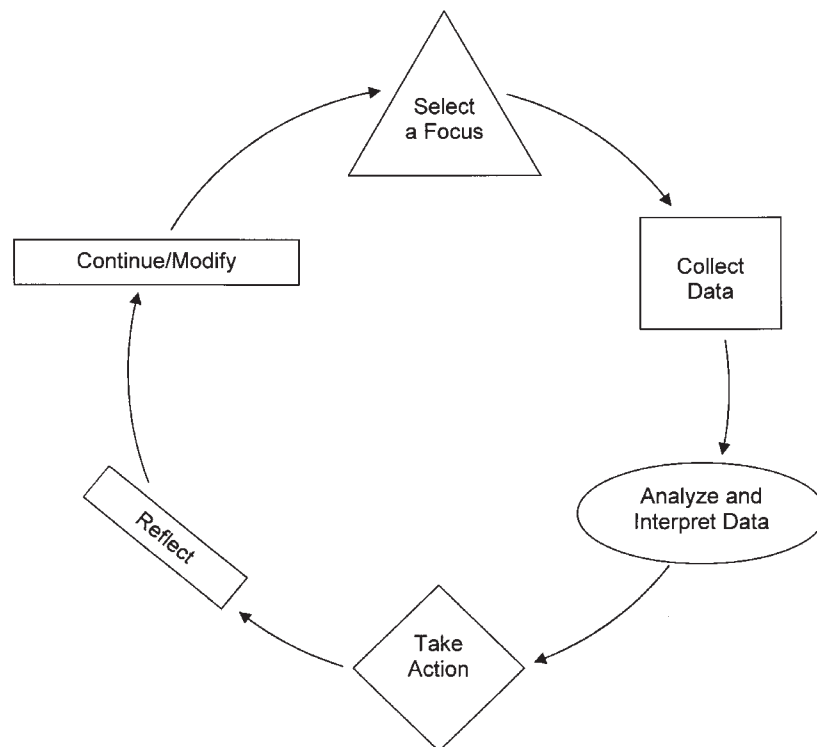 Select
a Focus
Collect
Data
Analyze and
Interpret Data
Take
Action
Reflect
Continue/Modify